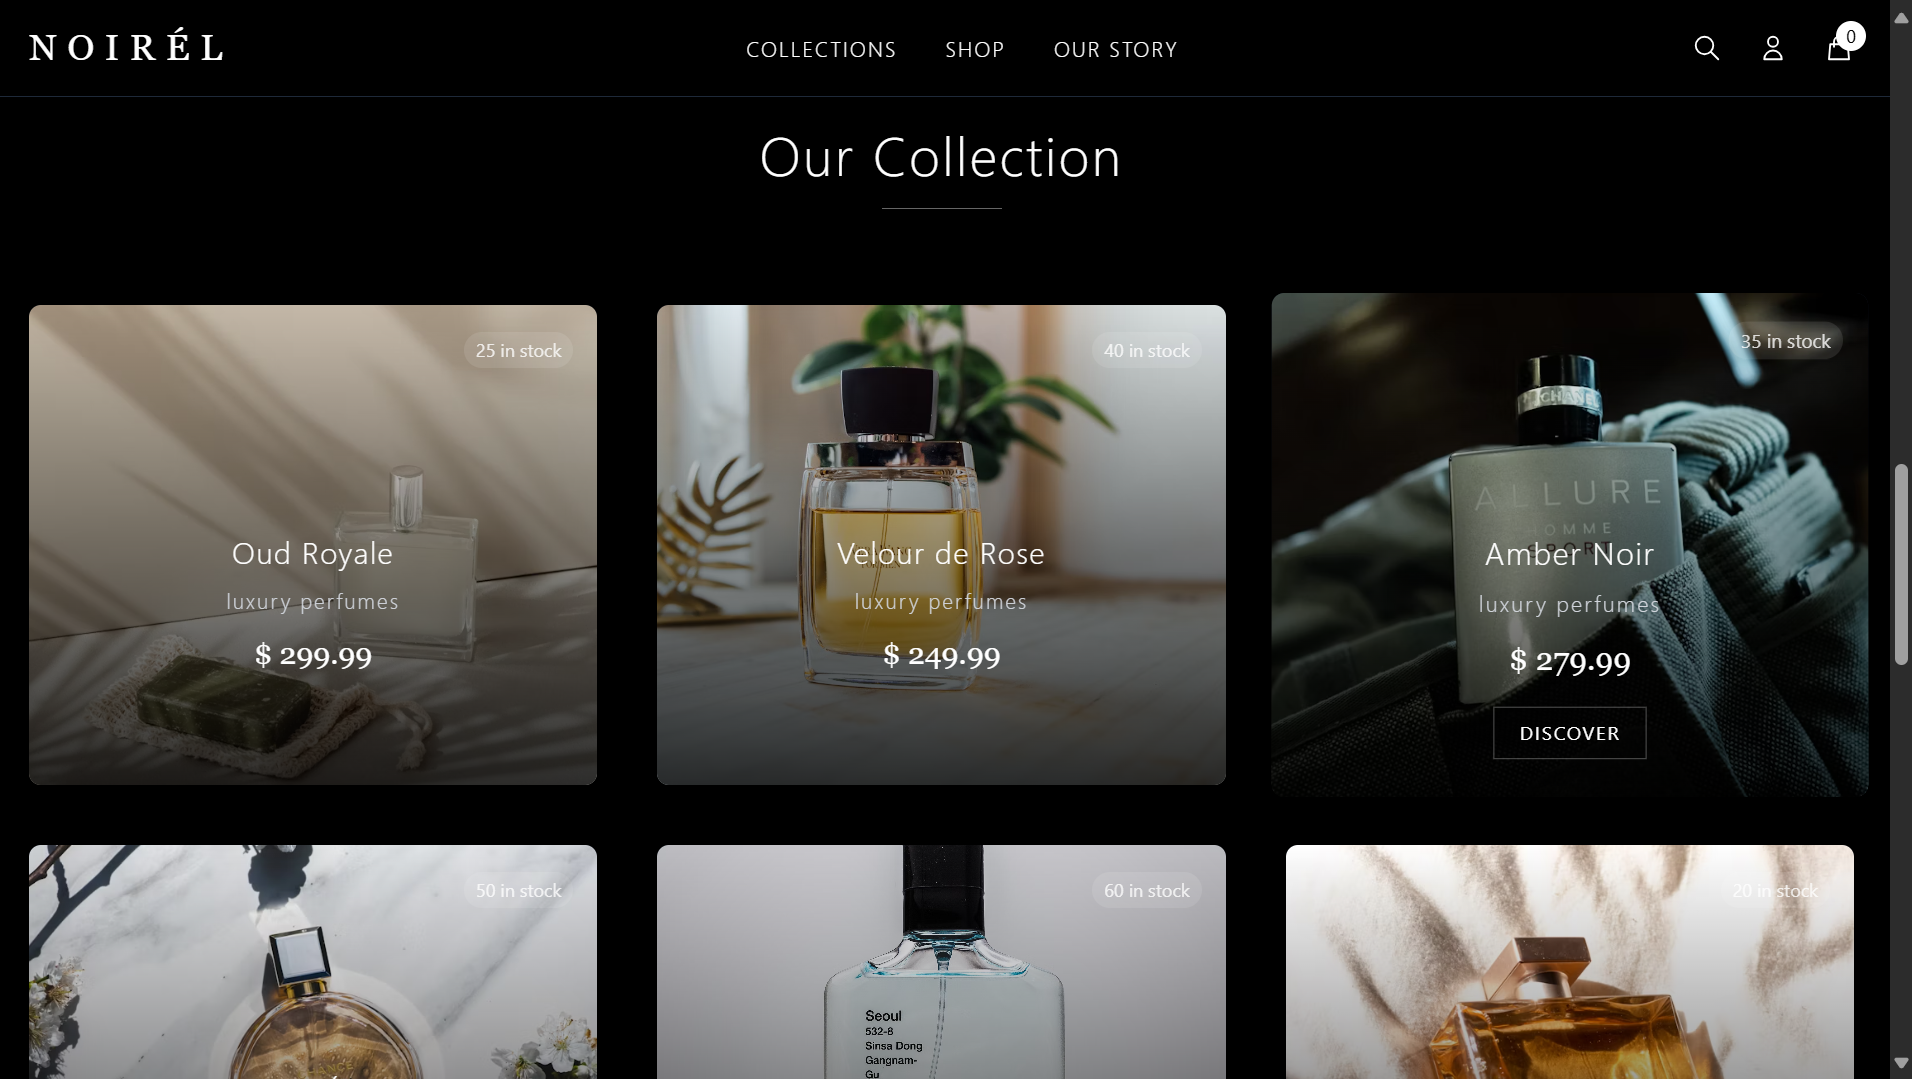 NOIRÉL
COLLECTIONS
SHOP
OUR STORY
0
Our Collection
25 in stock
Oud Royale
luxury perfumes
$ 299.99
40 in stock
Velour de Rose
luxury perfumes
$ 249.99
35 in stock
CHANEL
ALLURE
HOMME
SPORT
Amber Noir
luxury perfumes
$ 279.99
DISCOVER
50 in stock
60 in stock
Seoul
532-8
Sinsa Dong
Gangnam-
Gu
20 in stock